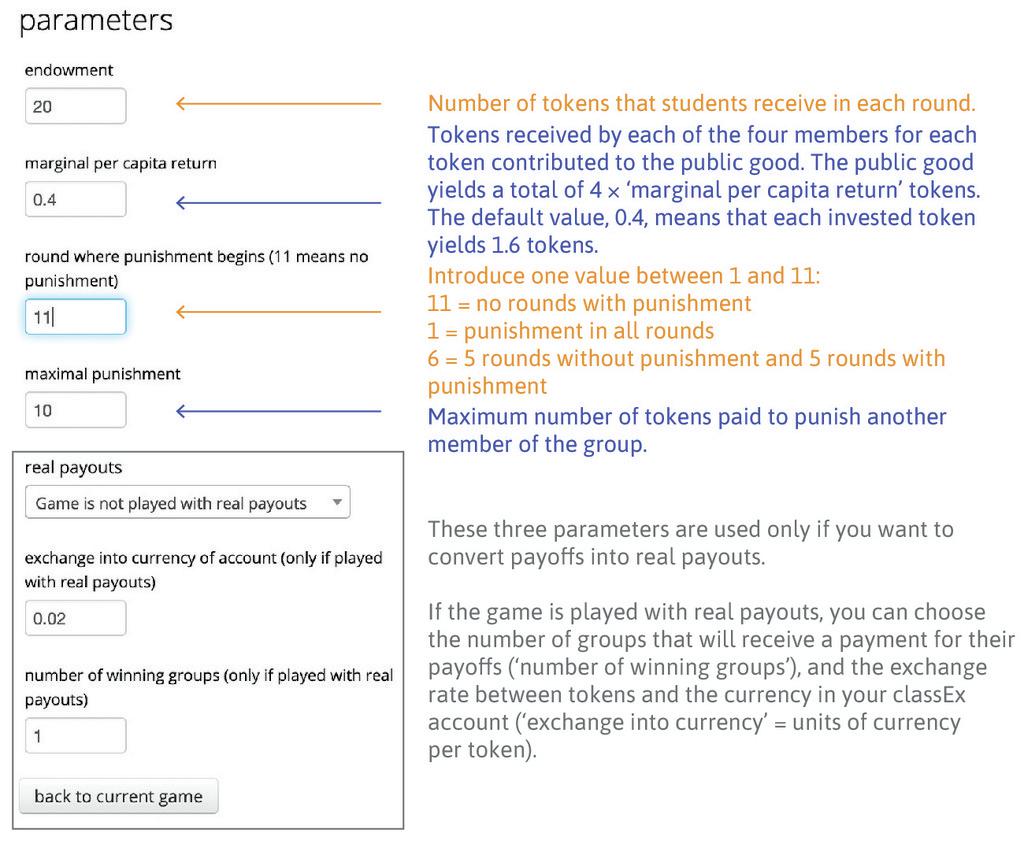 parameters
endowment
20
Number of tokens that students receive in each round.
marginal per capita return
0.4
Tokens received by each of the four members for each
token contributed to the public good. The public good
yields a total of 4 × ‘marginal per capita return’ tokens.
The default value, 0.4, means that each invested token
yields 1.6 tokens.
round where punishment begins (11 means no
punishment)
11
Introduce one value between 1 and 11:
11 = no rounds with punishment
1 = punishment in all rounds
6 = 5 rounds without punishment and 5 rounds with
punishment
maximal punishment
10
Maximum number of tokens paid to punish another
member of the group.
real payouts
Game is not played with real payouts
exchange into currency of account (only if played
with real payouts)
0.02
number of winning groups (only if played with real
payouts)
1
back to current game
These three parameters are used only if you want to
convert payoffs into real payouts.
If the game is played with real payouts, you can choose
the number of groups that will receive a payment for their
payoffs (‘number of winning groups’), and the exchange
rate between tokens and the currency in your classEx
account (‘exchange into currency’ = units of currency
per token).